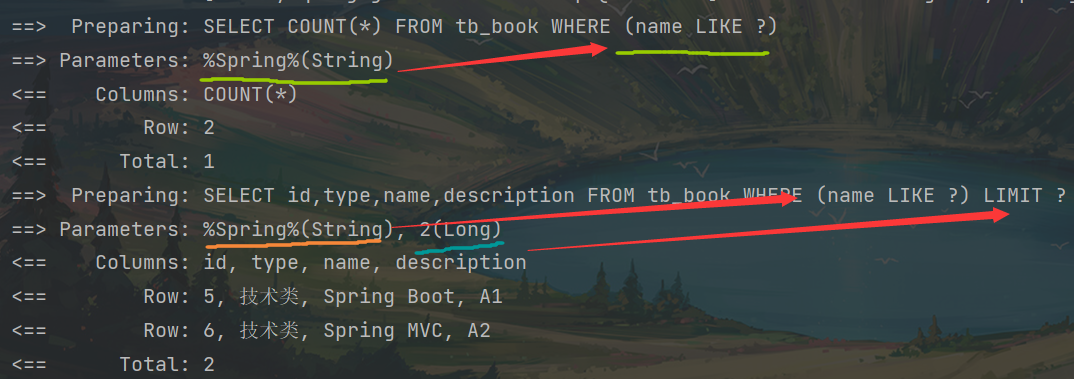 ==>  Preparing: SELECT COUNT(*) FROM tb_book WHERE (name LIKE ?)
==> Parameters: %Spring%(String)
<==    Columns: COUNT(*)
<==        Row: 2
<==      Total: 1
==>  Preparing: SELECT id,type,name,description FROM tb_book WHERE (name LIKE ?) LIMIT ?
==> Parameters: %Spring%(String), 2(Long)
<==    Columns: id, type, name, description
<==        Row: 5, 技术类, Spring Boot, A1
<==        Row: 6, 技术类, Spring MVC, A2
<==      Total: 2